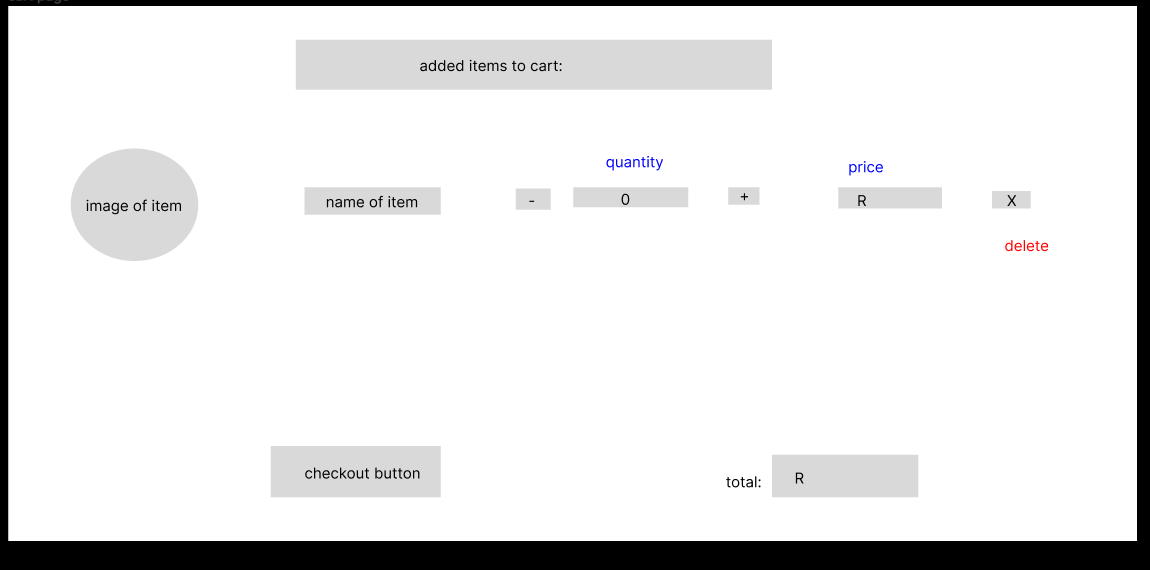 added items to cart:
quantity
price
image of item
name of item
-
0
+
R
X
delete
checkout button
total:
R